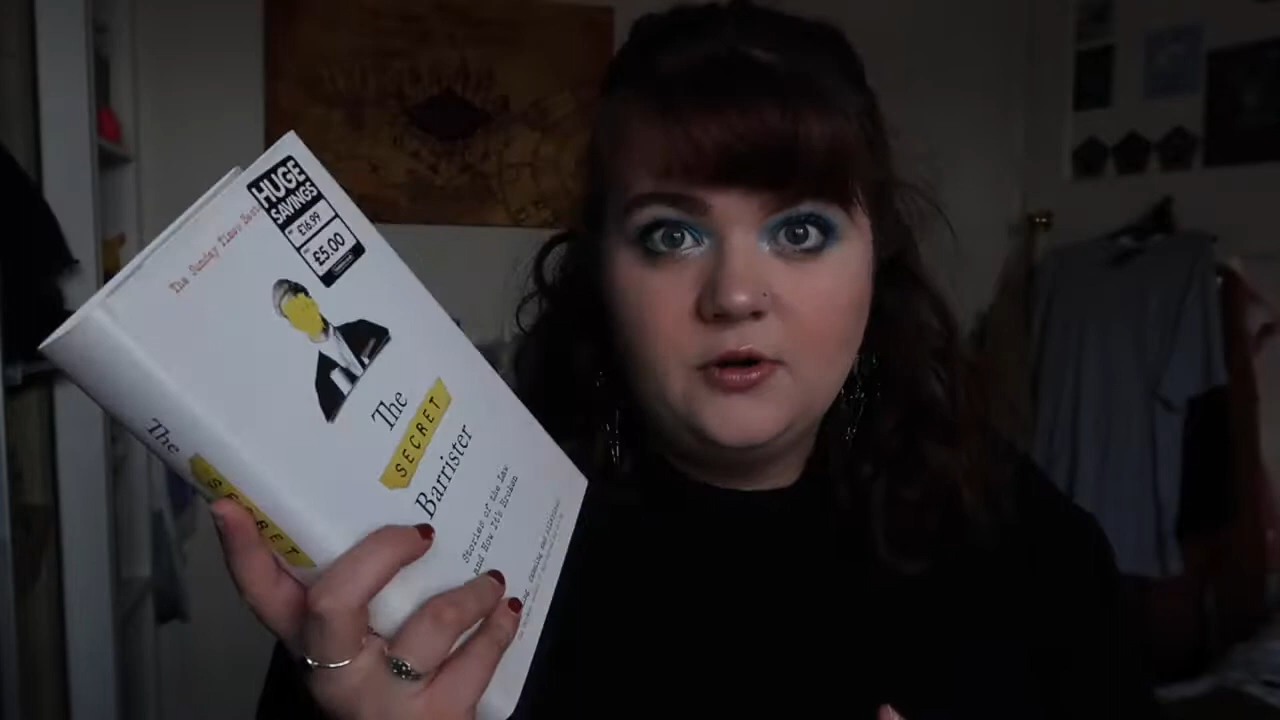 The Sunday Times
HUGE
SAVINGS
£16.99
£5.00
The
SECRET
Barrister
Stories of the Law
and How It's Broken
The
SECRET